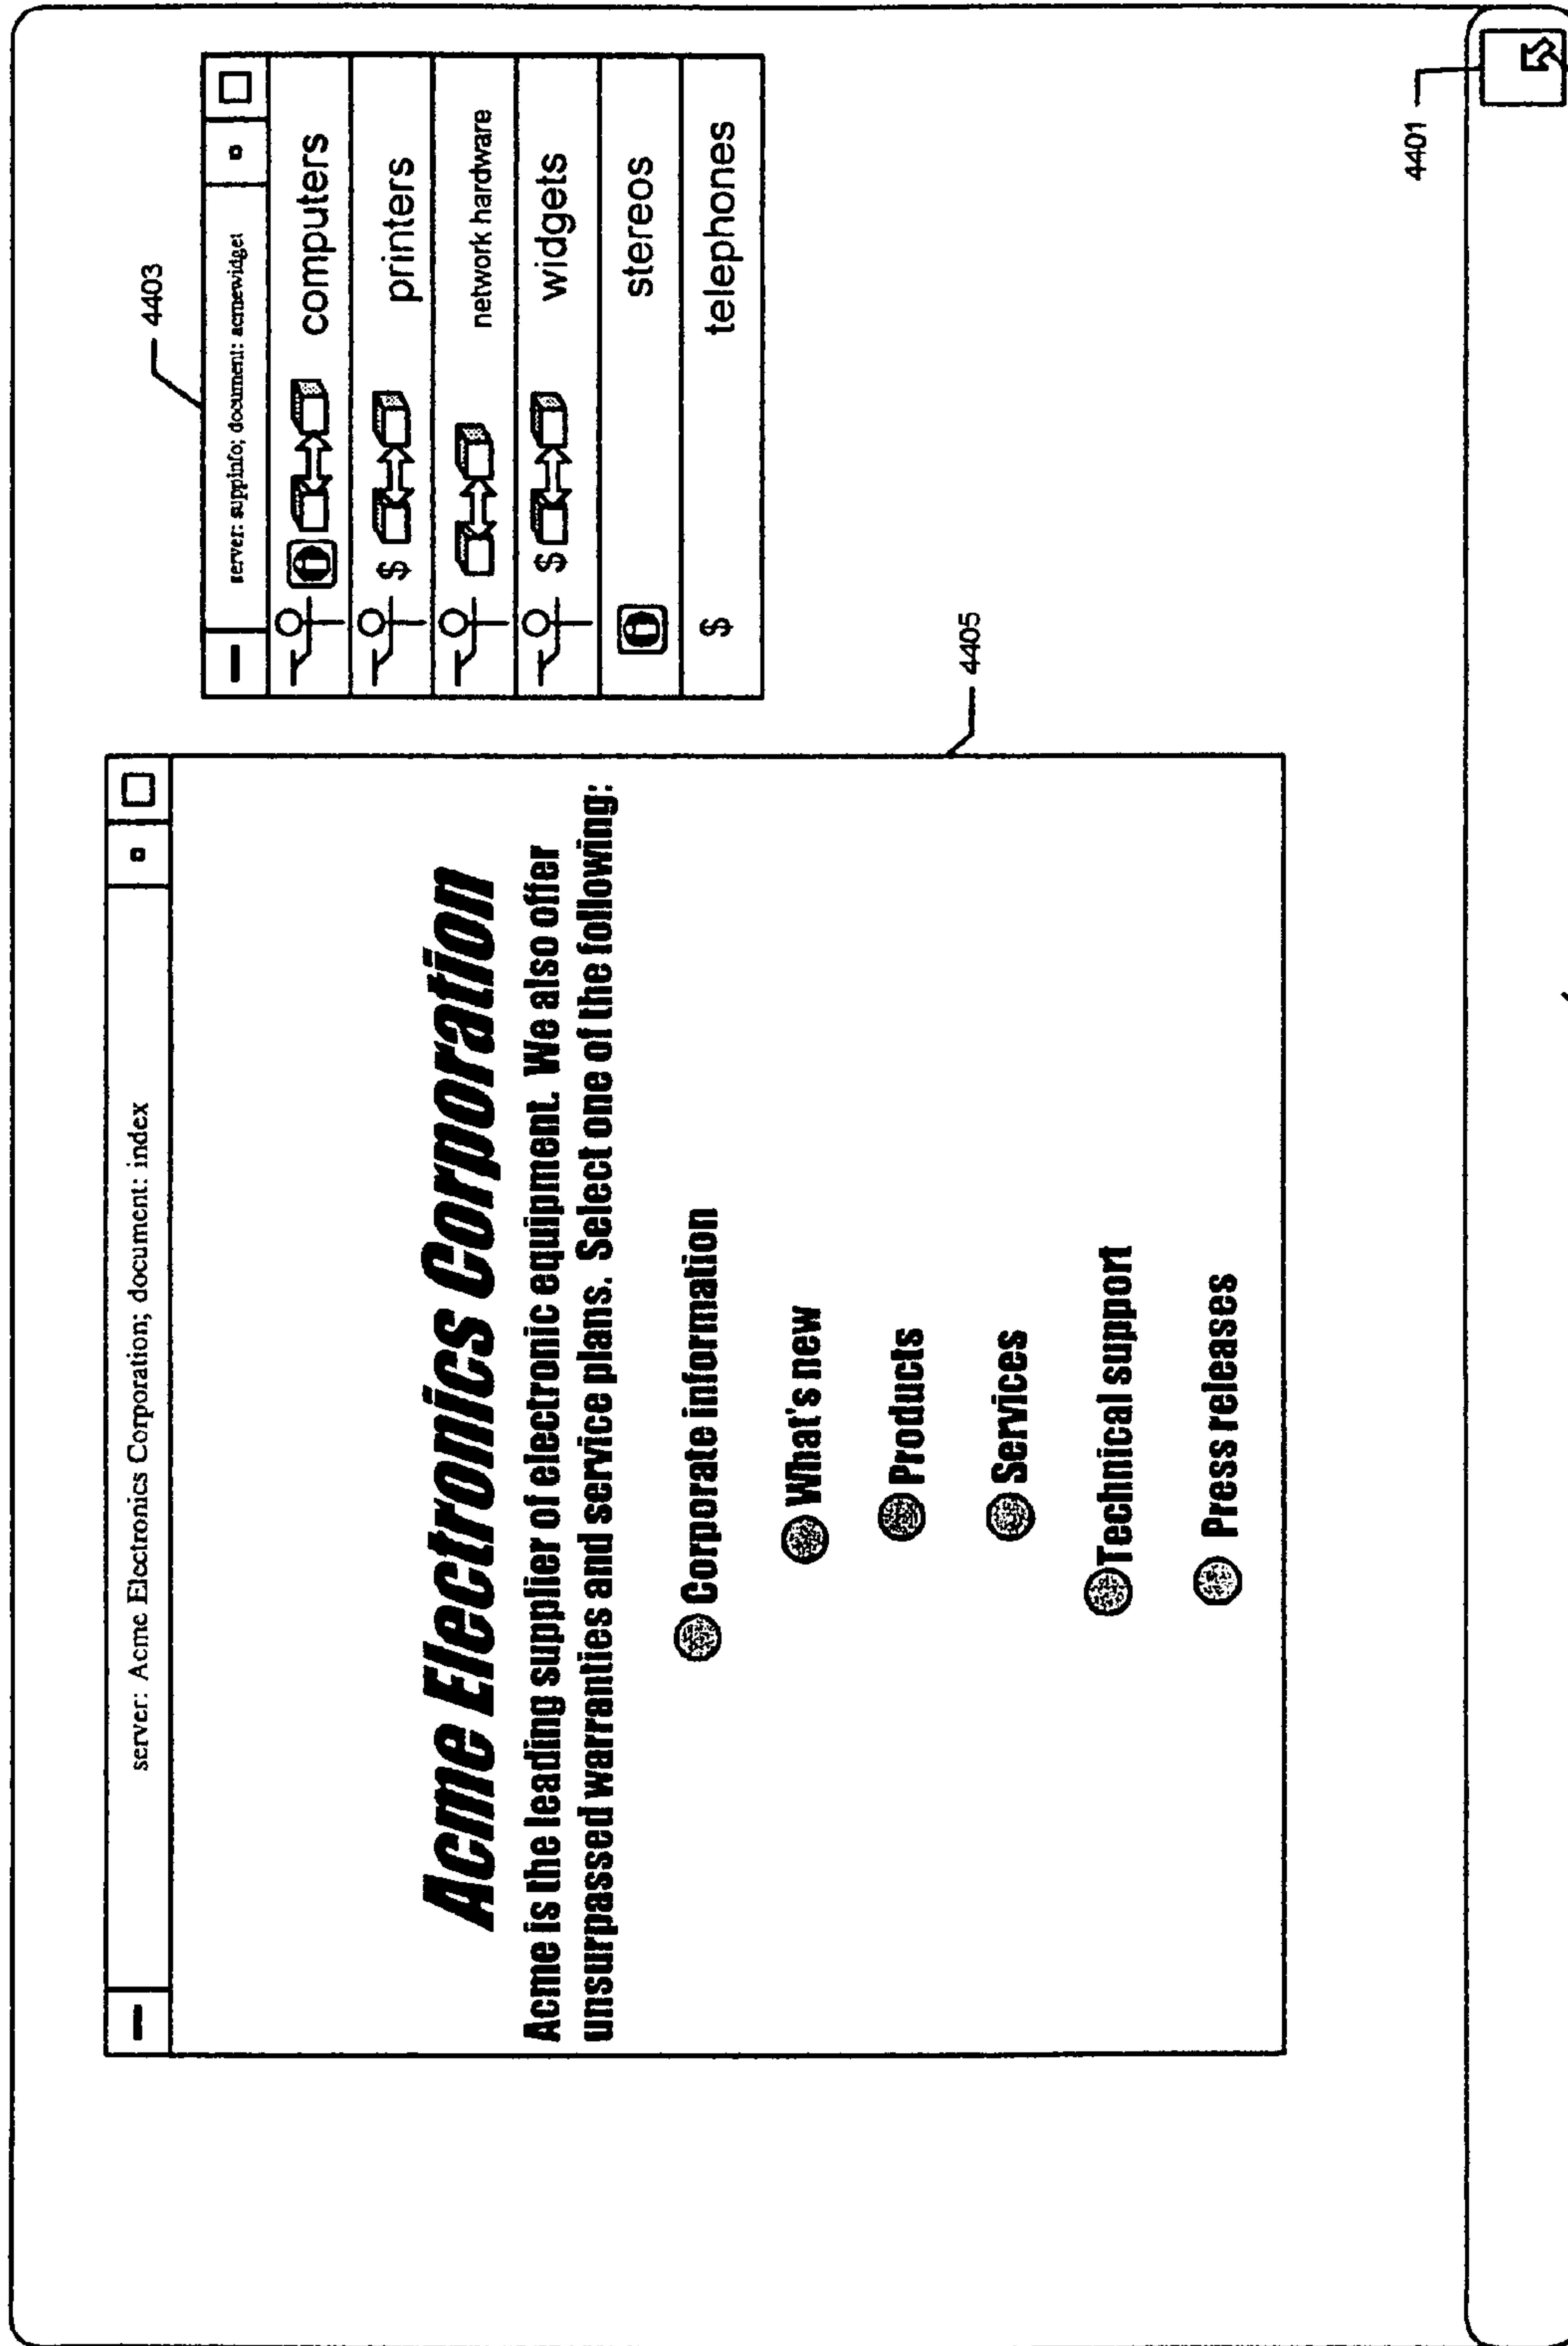 server: Acme Electronics Corporation; document: index
Acme Electronics Corporation
Acme is the leading supplier of electronic equipment. We also offer
unsurpassed warranties and service plans. Select one of the following:
Corporate information
What's new
Products
Services
Technical support
Press releases
4405
4403
server: suppinfo; document: acmewidget
computers
$ printers
network hardware
$ widgets
stereos
$ telephones
4401